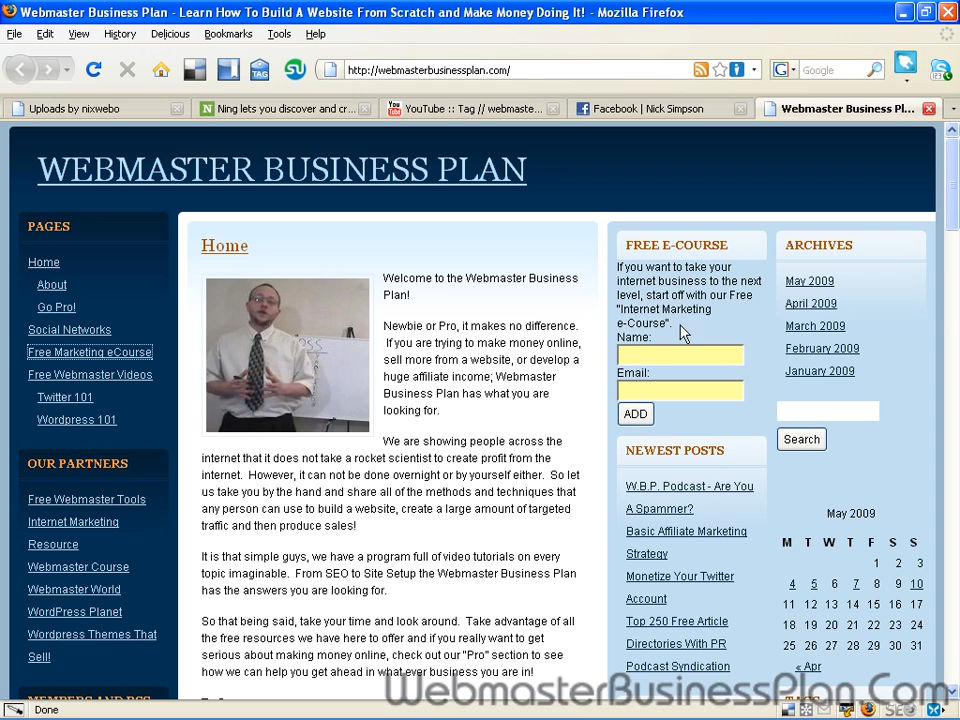 Webmaster Business Plan - Learn How To Build A Website From Scratch and Make Money Doing It! - Mozilla Firefox
File Edit View History Delicious Bookmarks Tools Help
http://webmasterbusinessplan.com/
Google
Uploads by nixwebo
Ning lets you discover and cr...
YouTube :: Tag // webmaste...
Facebook | Nick Simpson
Webmaster Business Pl...
WEBMASTER BUSINESS PLAN
PAGES
Home
About
Go Pro!
Social Networks
Free Marketing eCourse
Free Webmaster Videos
Twitter 101
Wordpress 101
OUR PARTNERS
Free Webmaster Tools
Internet Marketing
Resource
Webmaster Course
Webmaster World
WordPress Planet
WordPress Themes That
Sell!
Home
Welcome to the Webmaster Business
Plan!
Newbie or Pro, it makes no difference.
If you are trying to make money online,
sell more from a website, or develop a
huge affiliate income; Webmaster
Business Plan has what you are
looking for.
We are showing people across the
internet that it does not take a rocket scientist to create profit from the
internet. However, it can not be done overnight or by yourself either. So let
us take you by the hand and share all of the methods and techniques that
any person can use to build a website, create a large amount of targeted
traffic and then produce sales!
It is that simple guys, we have a program full of video tutorials on every
topic imaginable. From SEO to Site Setup the Webmaster Business Plan
has the answers you are looking for.
So that being said, take your time and look around. Take advantage of all
the free resources we have here to offer and if you really want to get
serious about making money online, check out our "Pro" section to see
how we can help you get ahead in what ever business you are in!
FREE E-COURSE
If you want to take your
internet business to the next
level, start off with our Free
"Internet Marketing
e-Course".
Name:
Email:
ADD
NEWEST POSTS
W.B.P. Podcast - Are You
A Spammer?
Basic Affiliate Marketing
Strategy
Monetize Your Twitter
Account
Top 250 Free Article
Directories With PR
Podcast Syndication
ARCHIVES
May 2009
April 2009
March 2009
February 2009
January 2009
Search
May 2009
M T W T F S S
1 2 3
4 5 6 7 8 9 10
11 12 13 14 15 16 17
18 19 20 21 22 23 24
25 26 27 28 29 30 31
« Apr
WebmasterBusinessPlan.Com
Done